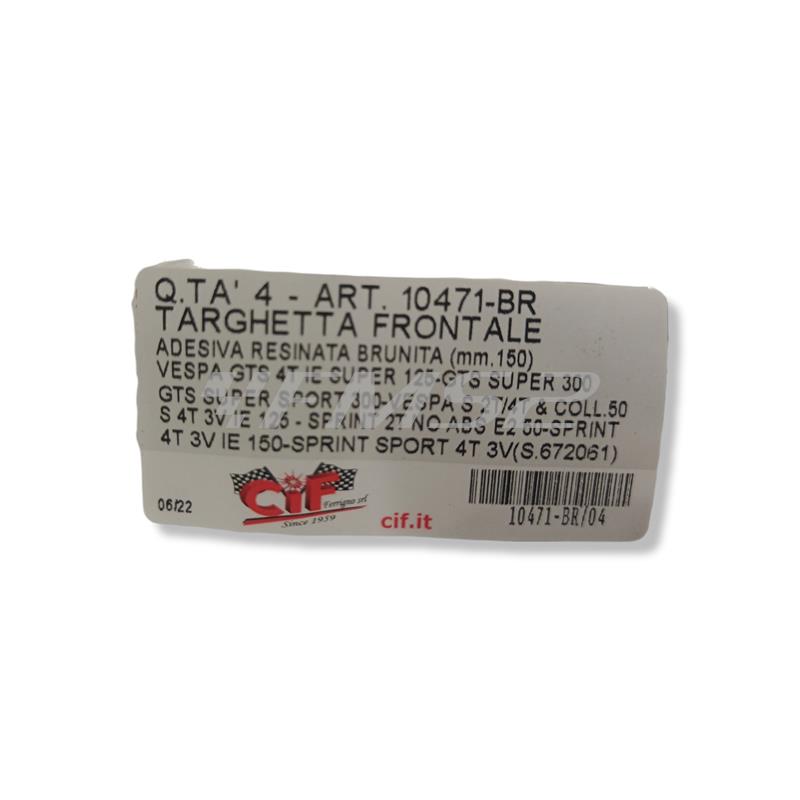 Q.TA' 4 - ART. 10471-BR
TARGHETTA FRONTALE
ADESIVA RESINATA BRUNITA (mm.150)
VESPA GTS 4T IE SUPER 125-GTS SUPER 300
GTS SUPER SPORT 300-VESPA S 2T/4T & COLL.50
S 4T 3V IE 125 - SPRINT 2T NO ABS E2 50-SPRINT
4T 3V IE 150-SPRINT SPORT 4T 3V(S.672061)
06/22
CiF
Ferrigno srl
Since 1959
cif.it
10471-BR/04